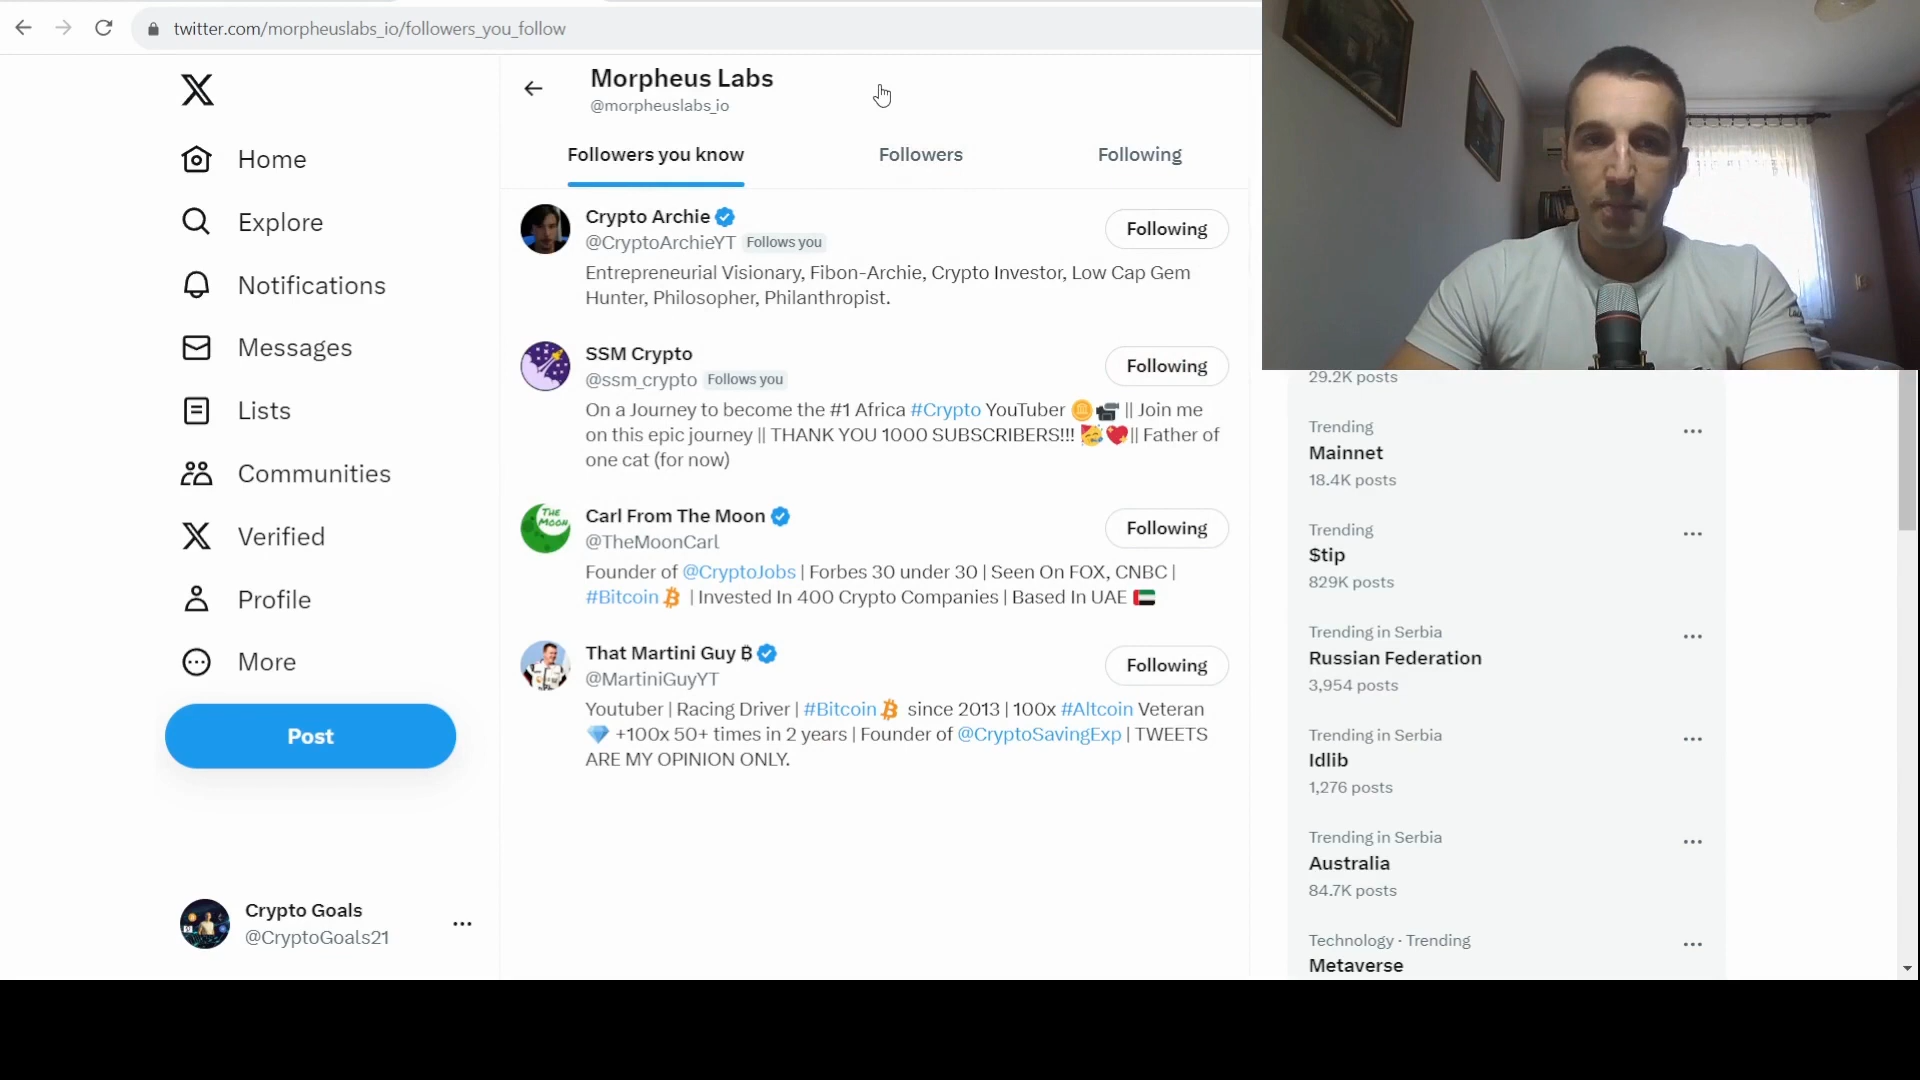 twitter.com/morpheuslabs_io/followers_you_follow
Morpheus Labs
@morpheuslabs_io
Followers you know
Followers
Following
Home
Explore
Notifications
Messages
Lists
Communities
Verified
Profile
More
Post
Crypto Goals
@CryptoGoals21
Crypto Archie
@CryptoArchieYT Follows you
Following
Entrepreneurial Visionary, Fibon-Archie, Crypto Investor, Low Cap Gem
Hunter, Philosopher, Philanthropist.
SSM Crypto
@ssm_crypto Follows you
Following
On a Journey to become the #1 Africa #Crypto YouTuber 🪙📹 || Join me
on this epic journey || THANK YOU 1000 SUBSCRIBERS!!! 🥳💖 || Father of
one cat (for now)
Carl From The Moon
@TheMoonCarl
Following
THE
MOON
Founder of @CryptoJobs | Forbes 30 under 30 | Seen On FOX, CNBC |
#Bitcoin | Invested In 400 Crypto Companies | Based In UAE 🇦🇪
That Martini Guy ₿
@MartiniGuyYT
Following
Youtuber | Racing Driver | #Bitcoin since 2013 | 100x #Altcoin Veteran
💎 +100x 50+ times in 2 years | Founder of @CryptoSavingExp | TWEETS
ARE MY OPINION ONLY.
29.2K posts
Trending
Mainnet
18.4K posts
Trending
$tip
829K posts
Trending in Serbia
Russian Federation
3,954 posts
Trending in Serbia
Idlib
1,276 posts
Trending in Serbia
Australia
84.7K posts
Technology · Trending
Metaverse